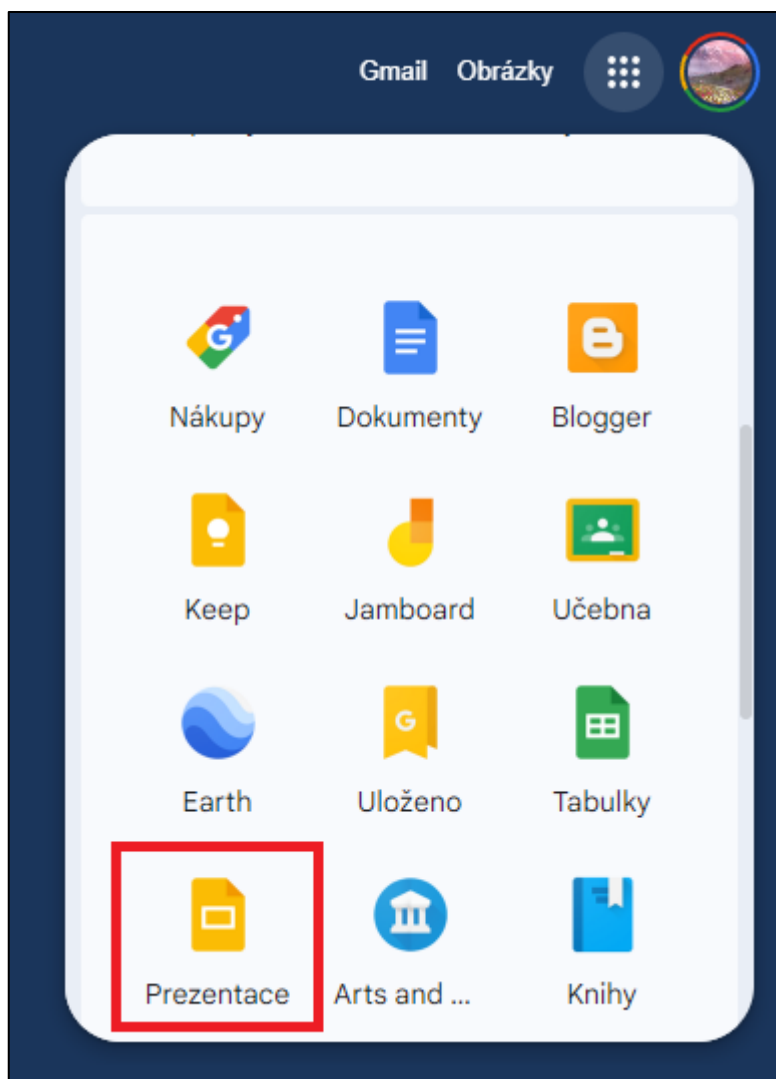 Gmail Obrázky
Nákupy Dokumenty Blogger
Keep Jamboard Učebna
Earth Uloženo Tabulky
Prezentace Arts and ... Knihy